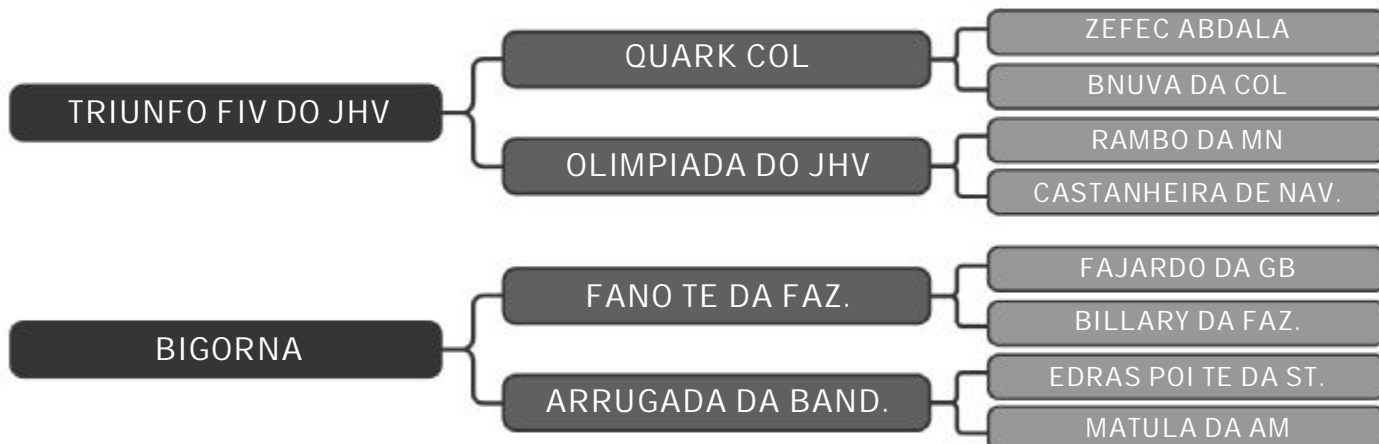 ZEFEC ABDALA
QUARK COL
BNUVA DA COL
TRIUNFO FIV DO JHV
RAMBO DA MN
OLIMPIADA DO JHV
CASTANHEIRA DE NAV.
FAJARDO DA GB
FANO TE DA FAZ.
BILLARY DA FAZ.
BIGORNA
EDRAS POI TE DA ST.
ARRUGADA DA BAND.
MATULA DA AM